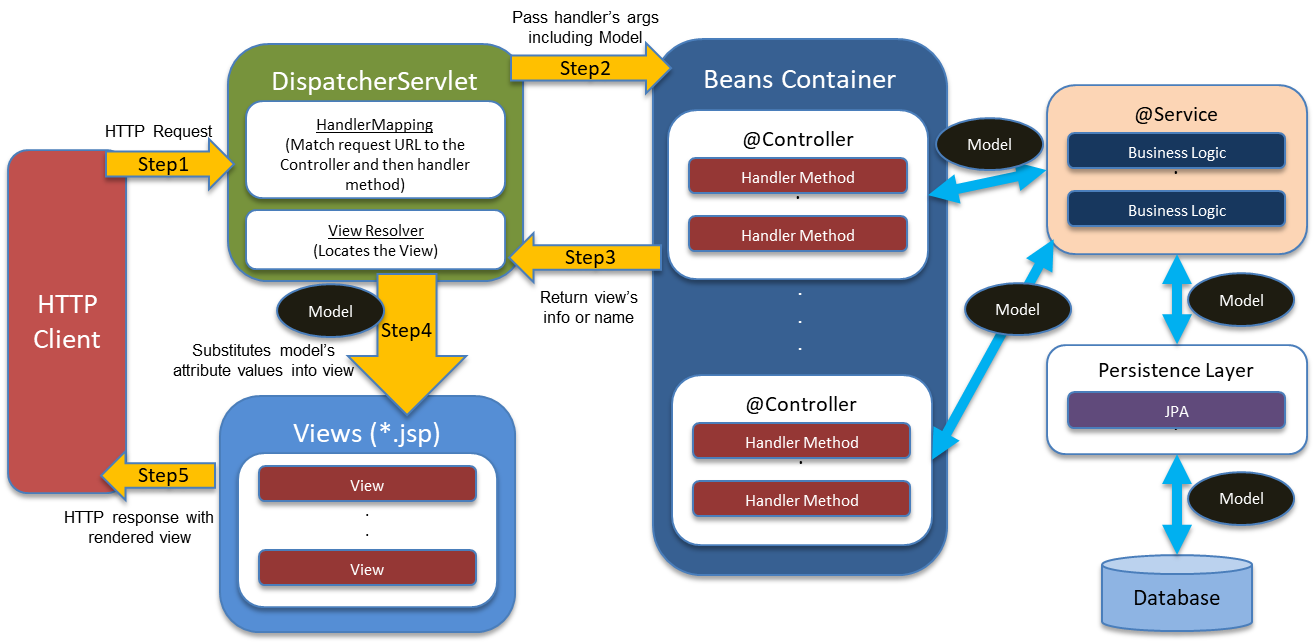 Pass handler's args
including Model
Step2
DispatcherServlet
HandlerMapping
(Match request URL to the
Controller and then handler
method)
View Resolver
(Locates the View)
HTTP Request
Step1
HTTP
Client
Beans Container
@Controller
Handler Method
.
Handler Method
.
.
.
@Controller
Handler Method
.
Handler Method
Model
@Service
Business Logic
.
Business Logic
Model
Model
Persistence Layer
JPA
.
Model
Database
Step3
Return view's
info or name
Model
Step4
Substitutes model's
attribute values into view
Views (*.jsp)
View
.
.
View
Step5
HTTP response with
rendered view